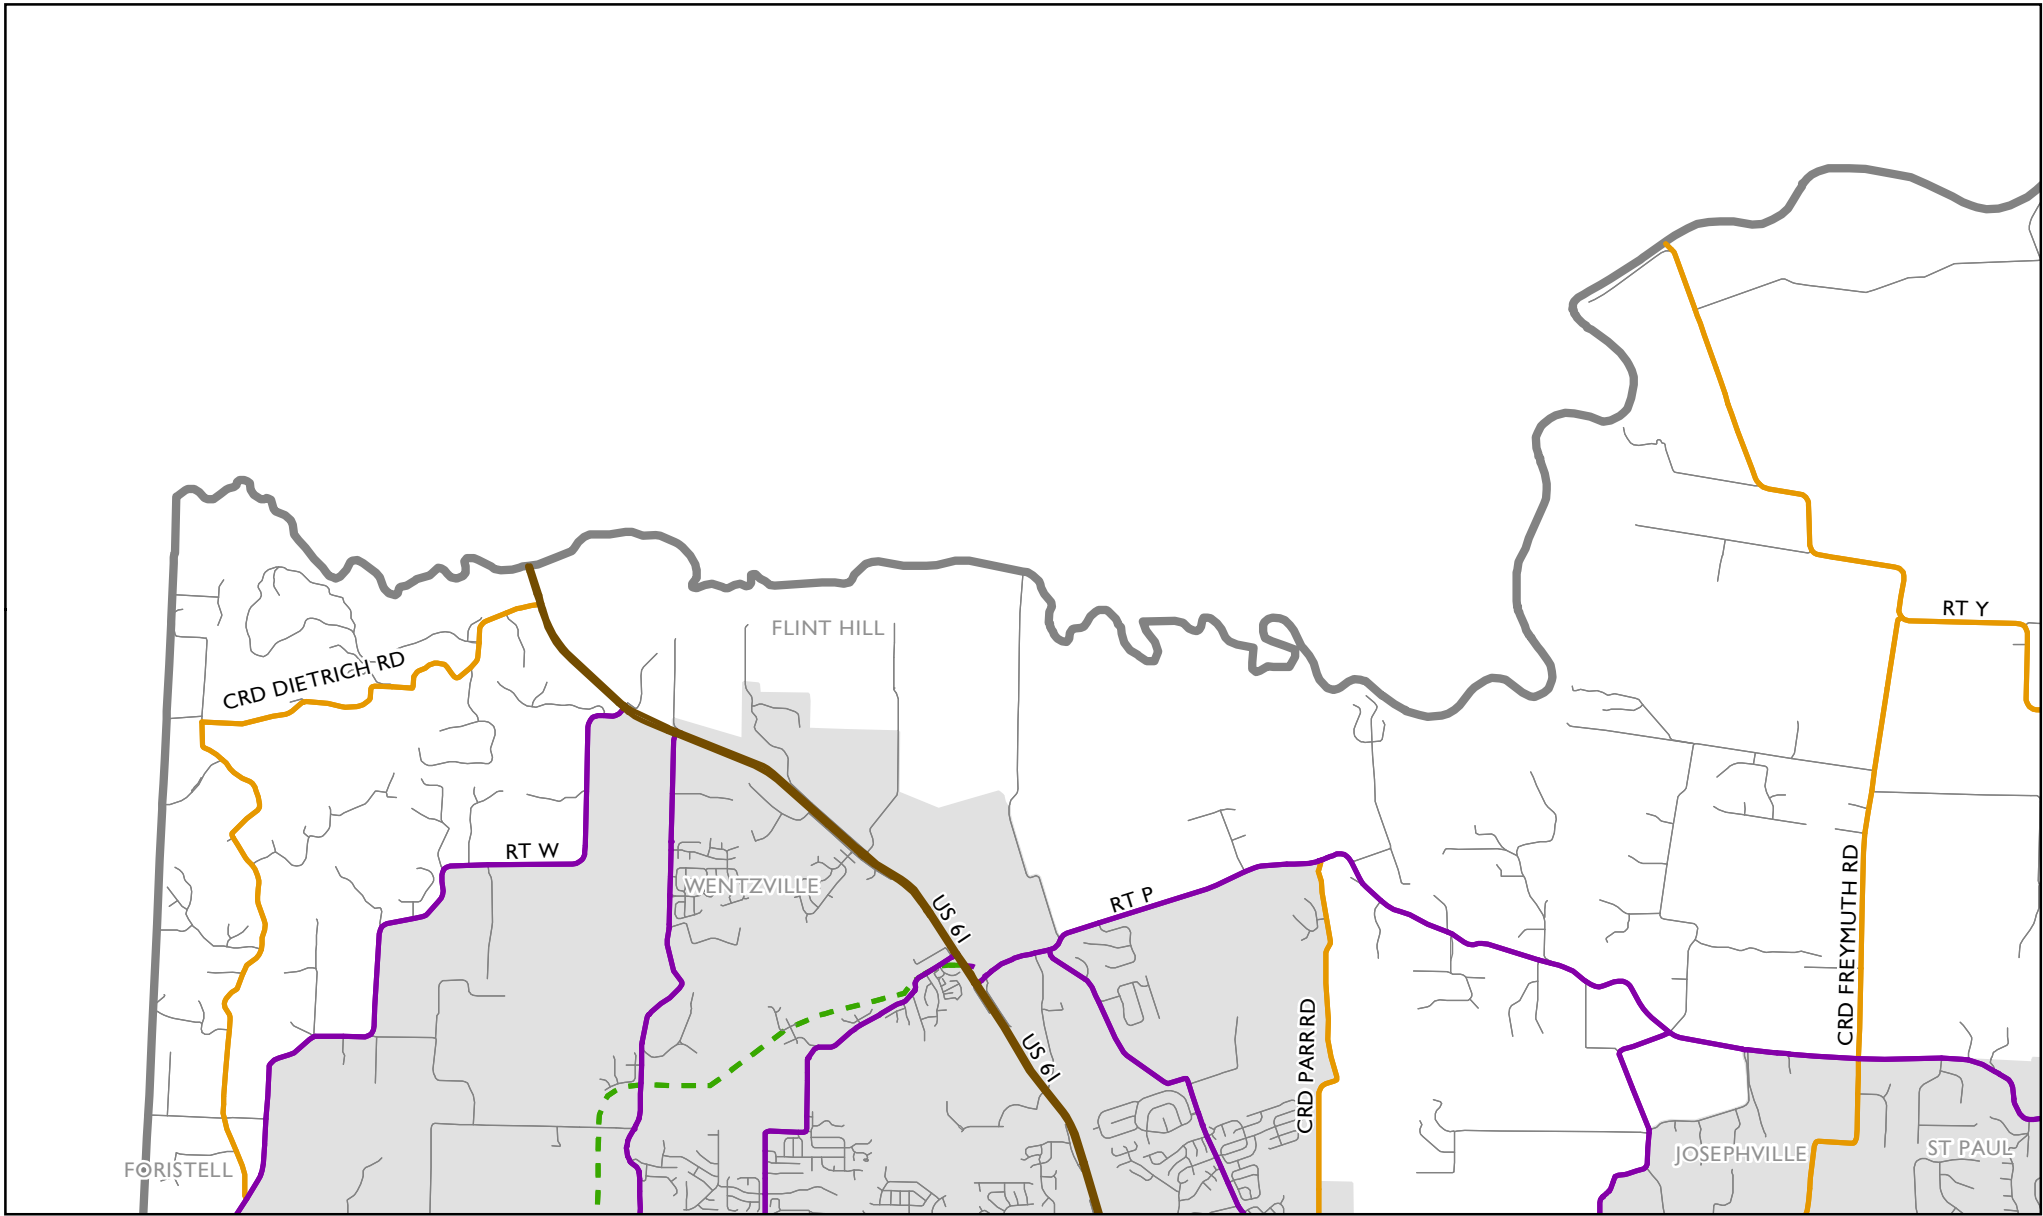 RT Y
FLINT HILL
CRD DIETRICH RD
RT W
WENTZVILLE
RT P
US 61
CRD FREYMUTH RD
US 61
CRD PARR RD
JOSEPHVILLE
ST PAUL
FORISTELL